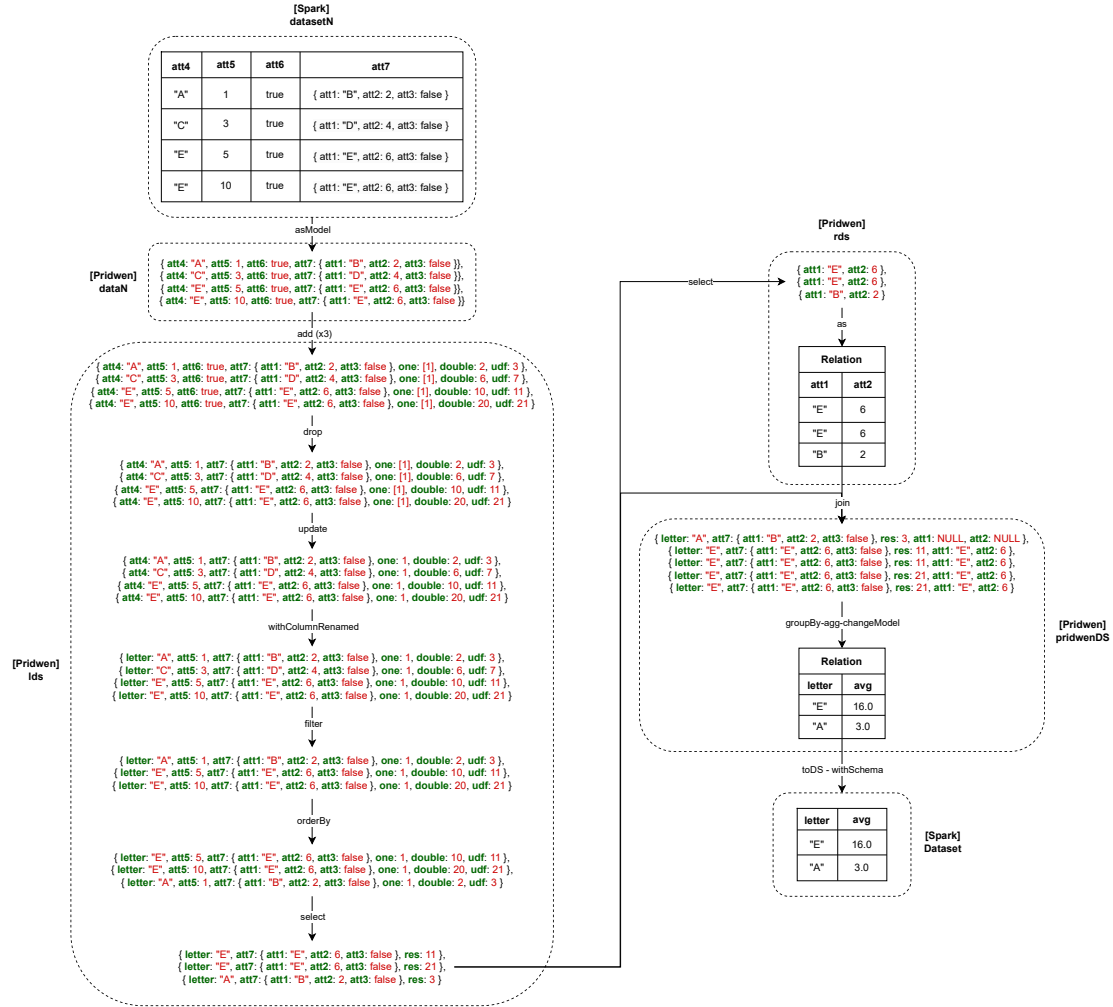 [Spark]
datasetN
att4 att5 att6 att7
"A" 1 true { att1: "B", att2: 2, att3: false }
"C" 3 true { att1: "D", att2: 4, att3: false }
"E" 5 true { att1: "E", att2: 6, att3: false }
"E" 10 true { att1: "E", att2: 6, att3: false }
asModel
[Pridwen]
dataN
{ att4: "A", att5: 1, att6: true, att7: { att1: "B", att2: 2, att3: false }},
{ att4: "C", att5: 3, att6: true, att7: { att1: "D", att2: 4, att3: false }},
{ att4: "E", att5: 5, att6: true, att7: { att1: "E", att2: 6, att3: false }},
{ att4: "E", att5: 10, att6: true, att7: { att1: "E", att2: 6, att3: false }}
add (x3)
[Pridwen]
lds
{ att4: "A", att5: 1, att6: true, att7: { att1: "B", att2: 2, att3: false }, one: [1], double: 2, udf: 3 },
{ att4: "C", att5: 3, att6: true, att7: { att1: "D", att2: 4, att3: false }, one: [1], double: 6, udf: 7 },
{ att4: "E", att5: 5, att6: true, att7: { att1: "E", att2: 6, att3: false }, one: [1], double: 10, udf: 11 },
{ att4: "E", att5: 10, att6: true, att7: { att1: "E", att2: 6, att3: false }, one: [1], double: 20, udf: 21 }
drop
{ att4: "A", att5: 1, att7: { att1: "B", att2: 2, att3: false }, one: [1], double: 2, udf: 3 },
{ att4: "C", att5: 3, att7: { att1: "D", att2: 4, att3: false }, one: [1], double: 6, udf: 7 },
{ att4: "E", att5: 5, att7: { att1: "E", att2: 6, att3: false }, one: [1], double: 10, udf: 11 },
{ att4: "E", att5: 10, att7: { att1: "E", att2: 6, att3: false }, one: [1], double: 20, udf: 21 }
update
{ att4: "A", att5: 1, att7: { att1: "B", att2: 2, att3: false }, one: 1, double: 2, udf: 3 },
{ att4: "C", att5: 3, att7: { att1: "D", att2: 4, att3: false }, one: 1, double: 6, udf: 7 },
{ att4: "E", att5: 5, att7: { att1: "E", att2: 6, att3: false }, one: 1, double: 10, udf: 11 },
{ att4: "E", att5: 10, att7: { att1: "E", att2: 6, att3: false }, one: 1, double: 20, udf: 21 }
withColumnRenamed
{ letter: "A", att5: 1, att7: { att1: "B", att2: 2, att3: false }, one: 1, double: 2, udf: 3 },
{ letter: "C", att5: 3, att7: { att1: "D", att2: 4, att3: false }, one: 1, double: 6, udf: 7 },
{ letter: "E", att5: 5, att7: { att1: "E", att2: 6, att3: false }, one: 1, double: 10, udf: 11 },
{ letter: "E", att5: 10, att7: { att1: "E", att2: 6, att3: false }, one: 1, double: 20, udf: 21 }
filter
{ letter: "A", att5: 1, att7: { att1: "B", att2: 2, att3: false }, one: 1, double: 2, udf: 3 },
{ letter: "E", att5: 5, att7: { att1: "E", att2: 6, att3: false }, one: 1, double: 10, udf: 11 },
{ letter: "E", att5: 10, att7: { att1: "E", att2: 6, att3: false }, one: 1, double: 20, udf: 21 }
orderBy
{ letter: "E", att5: 5, att7: { att1: "E", att2: 6, att3: false }, one: 1, double: 10, udf: 11 },
{ letter: "E", att5: 10, att7: { att1: "E", att2: 6, att3: false }, one: 1, double: 20, udf: 21 },
{ letter: "A", att5: 1, att7: { att1: "B", att2: 2, att3: false }, one: 1, double: 2, udf: 3 }
select
{ letter: "E", att7: { att1: "E", att2: 6, att3: false }, res: 11 },
{ letter: "E", att7: { att1: "E", att2: 6, att3: false }, res: 21 },
{ letter: "A", att7: { att1: "B", att2: 2, att3: false }, res: 3 }
select
[Pridwen]
rds
{ att1: "E", att2: 6 },
{ att1: "E", att2: 6 },
{ att1: "B", att2: 2 }
as
Relation
att1 att2
"E" 6
"E" 6
"B" 2
join
{ letter: "A", att7: { att1: "B", att2: 2, att3: false }, res: 3, att1: NULL, att2: NULL },
{ letter: "E", att7: { att1: "E", att2: 6, att3: false }, res: 11, att1: "E", att2: 6 },
{ letter: "E", att7: { att1: "E", att2: 6, att3: false }, res: 11, att1: "E", att2: 6 },
{ letter: "E", att7: { att1: "E", att2: 6, att3: false }, res: 21, att1: "E", att2: 6 },
{ letter: "E", att7: { att1: "E", att2: 6, att3: false }, res: 21, att1: "E", att2: 6 }
groupBy-agg-changeModel
[Pridwen]
pridwenDS
Relation
letter avg
"E" 16.0
"A" 3.0
toDS - withSchema
letter avg
"E" 16.0
"A" 3.0
[Spark]
Dataset